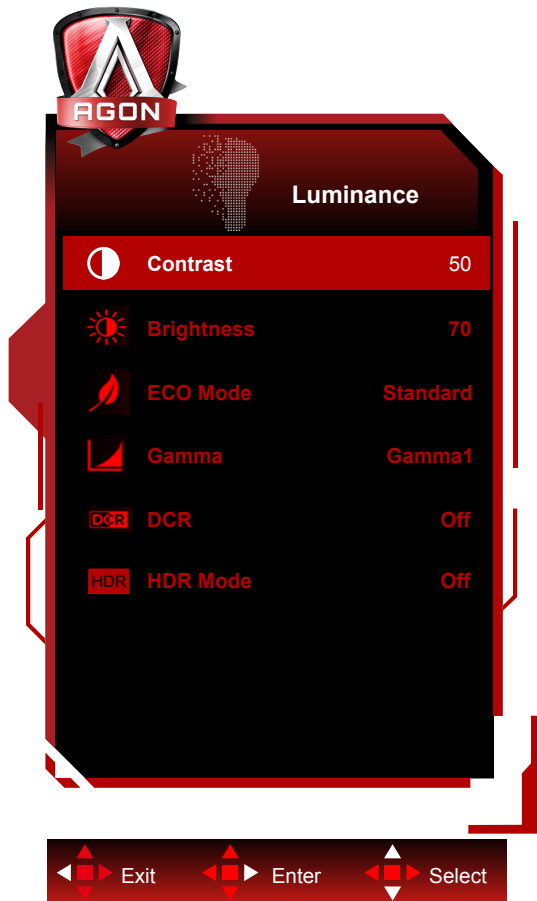 AGON
Luminance
Contrast 50
Brightness 70
ECO Mode Standard
Gamma Gamma1
DCR DCR Off
HDR HDR Mode Off
Exit Enter Select